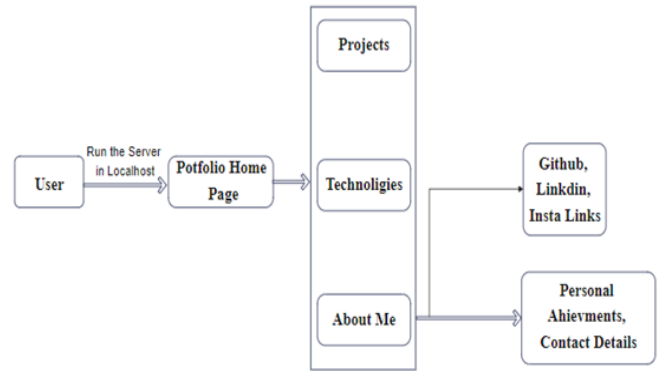 Projects
Run the Server
in Localhost
User
Potfolio Home
Page
Technoligies
Github,
Linkdin,
Insta Links
About Me
Personal
Ahievments,
Contact Details